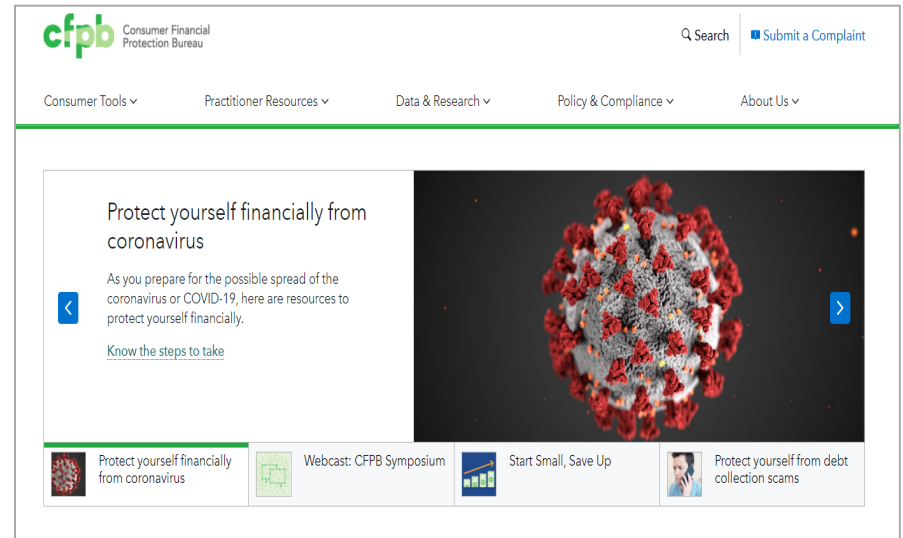 cfpb Consumer Financial
Protection Bureau
Search
Submit a Complaint
Consumer Tools
Practitioner Resources
Data & Research
Policy & Compliance
About Us
Protect yourself financially from
coronavirus
As you prepare for the possible spread of the
coronavirus or COVID-19, here are resources to
protect yourself financially.
Know the steps to take
Protect yourself financially
from coronavirus
Webcast: CFPB Symposium
Start Small, Save Up
Protect yourself from debt
collection scams